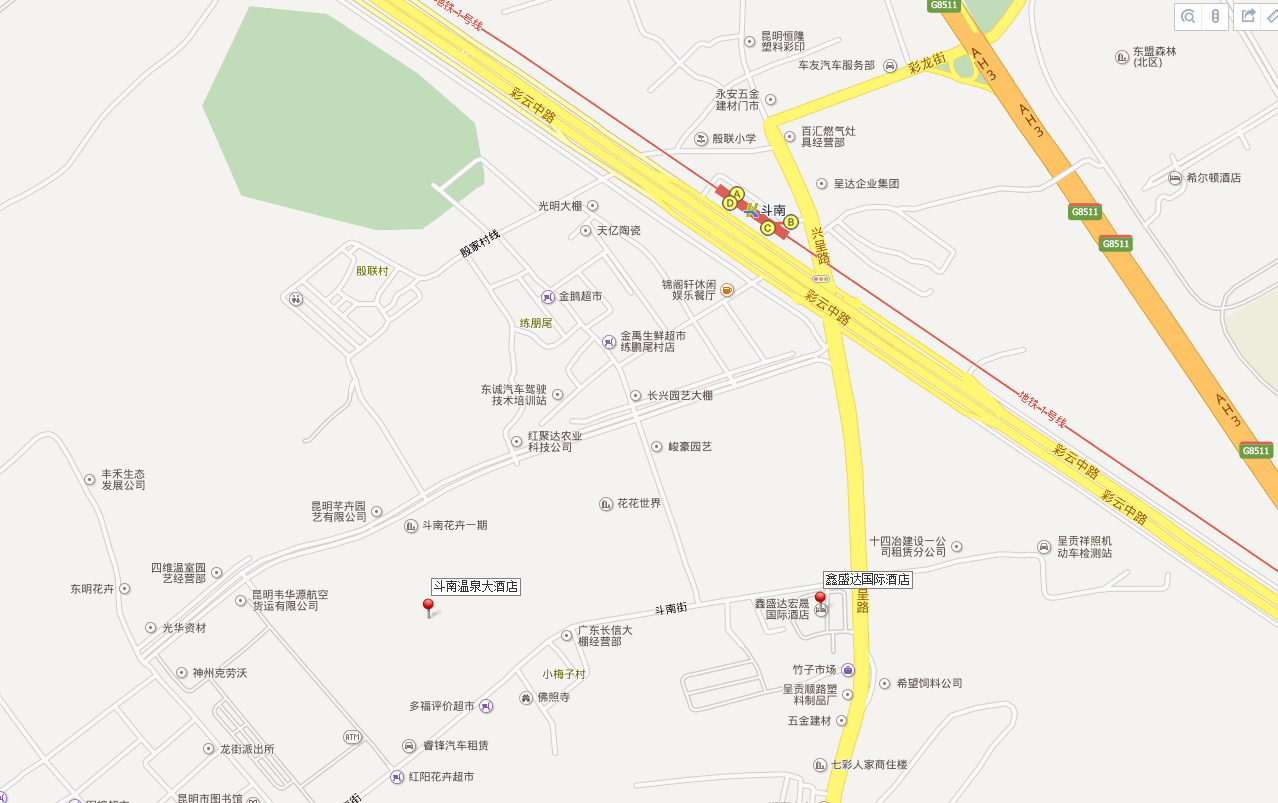 地铁1号线
G8511
昆明恒隆
塑料彩印
东盟森林
(北区)
车友汽车服务部
彩龙街
AH3
永安五金
建材门市
彩云中路
AH3
百汇燃气灶
具经营部
殷联小学
希尔顿酒店
呈达企业集团
A
D
斗南
B
C
G8511
光明大棚
天亿陶瓷
兴呈路
殷家村线
G8511
殷联村
锦阁轩休闲
娱乐餐厅
金鹅超市
彩云中路
练朋尾
金禹生鲜超市
练鹏尾村店
东诚汽车驾驶
技术培训站
长兴园艺大棚
地铁1号线
AH3
红聚达农业
科技公司
峻豪园艺
G8511
彩云中路
丰禾生态
发展公司
彩云中路
花花世界
昆明芊卉园
艺有限公司
斗南花卉一期
十四冶建设一公
司租赁分公司
呈贡祥照机
动车检测站
四维温室园
艺经营部
东明花卉
斗南温泉大酒店
鑫盛达国际酒店
昆明韦华源航空
货运有限公司
鑫盛达宏晟
国际酒店
呈路
斗南街
光华资材
广东长信大
棚经营部
神州克劳沃
小梅子村
竹子市场
希望饲料公司
佛照寺
呈贡顺路塑
料制品厂
多福评价超市
五金建材
ATM
龙街派出所
睿锋汽车租赁
七彩人家商住楼
红阳花卉超市
昆明市图书馆
街